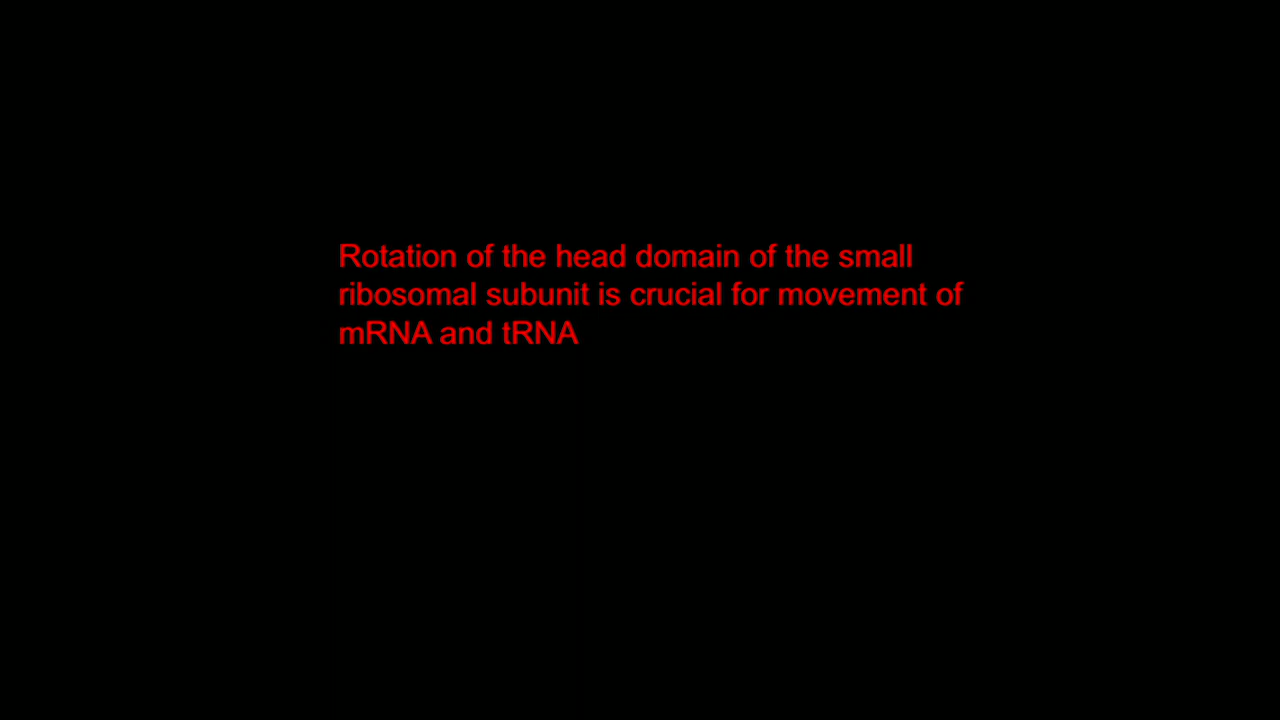 Rotation of the head domain of the small
ribosomal subunit is crucial for movement of
mRNA and tRNA